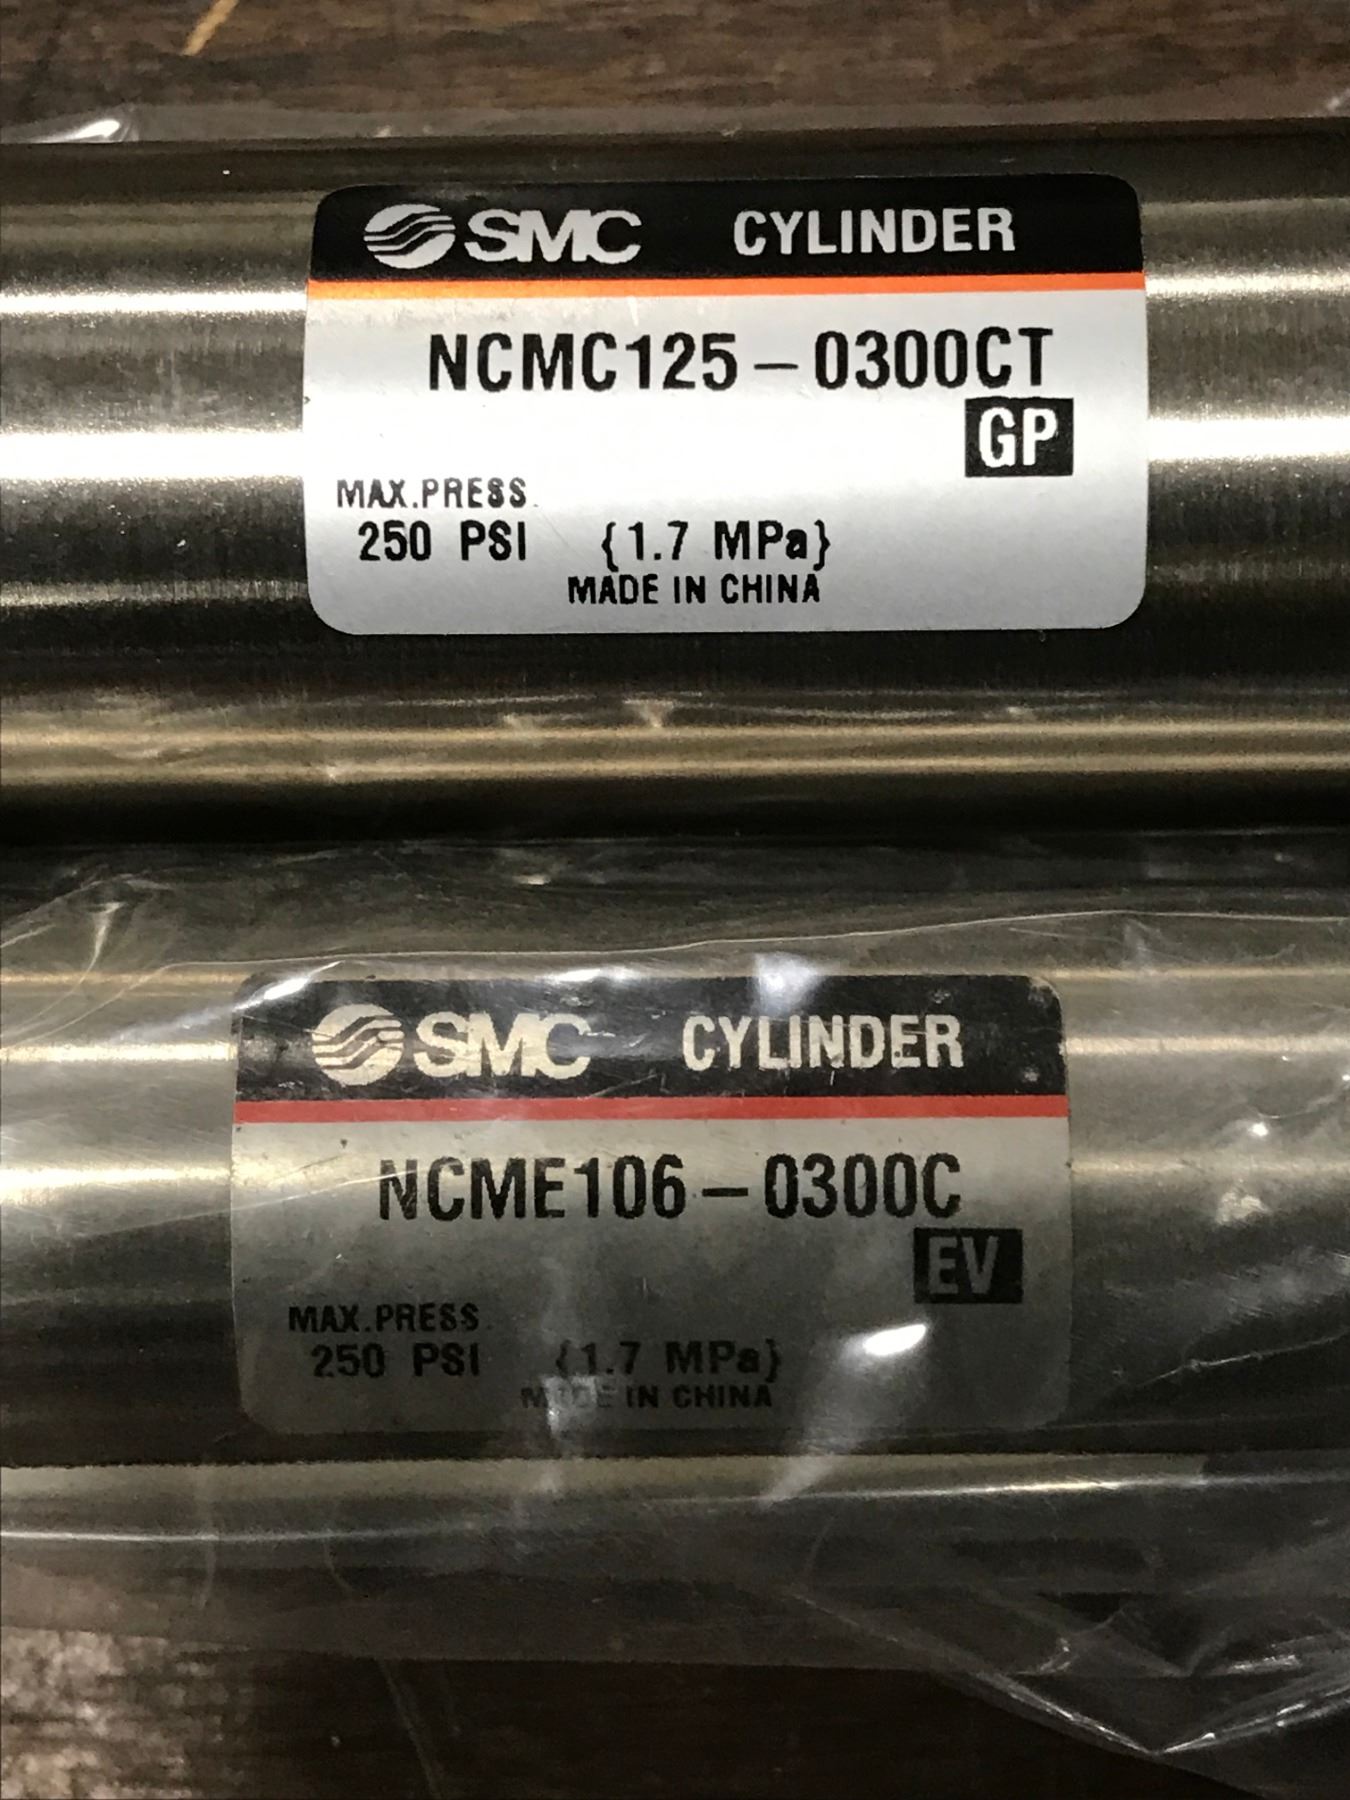 SMC CYLINDER
NCMC125-0300CT
GP
MAX.PRESS.
250 PSI {1.7 MPa}
MADE IN CHINA
SMC CYLINDER
NCME106-0300C
EV
MAX.PRESS.
250 PSI {1.7 MPa}
MADE IN CHINA